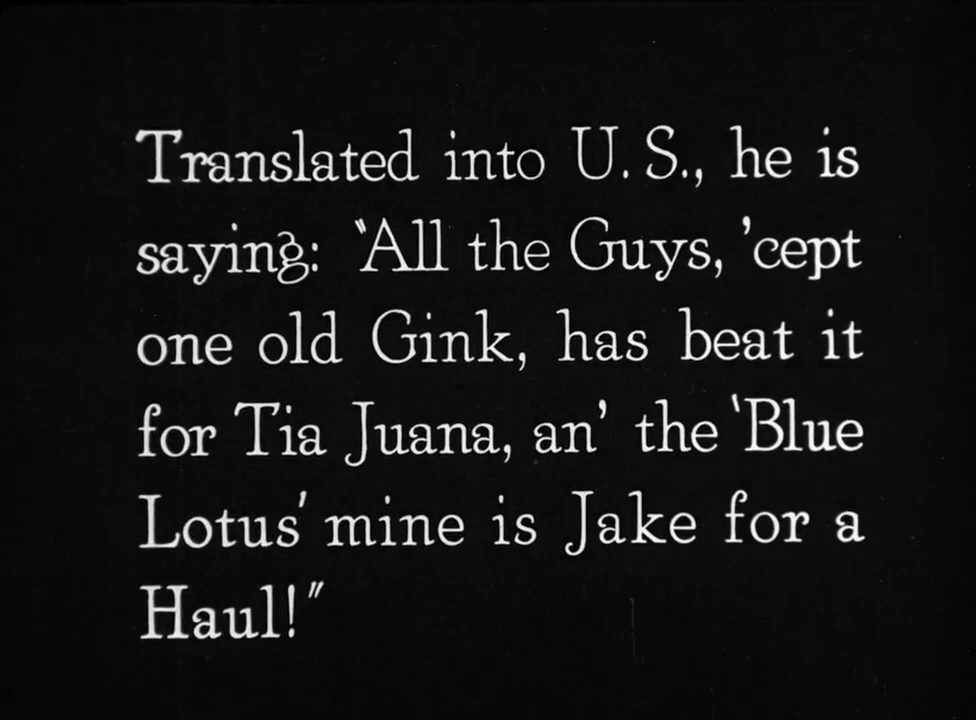 Translated into U.S., he is
saying: "All the Guys, 'cept
one old Gink, has beat it
for Tia Juana, an' the 'Blue
Lotus' mine is Jake for a
Haul!"